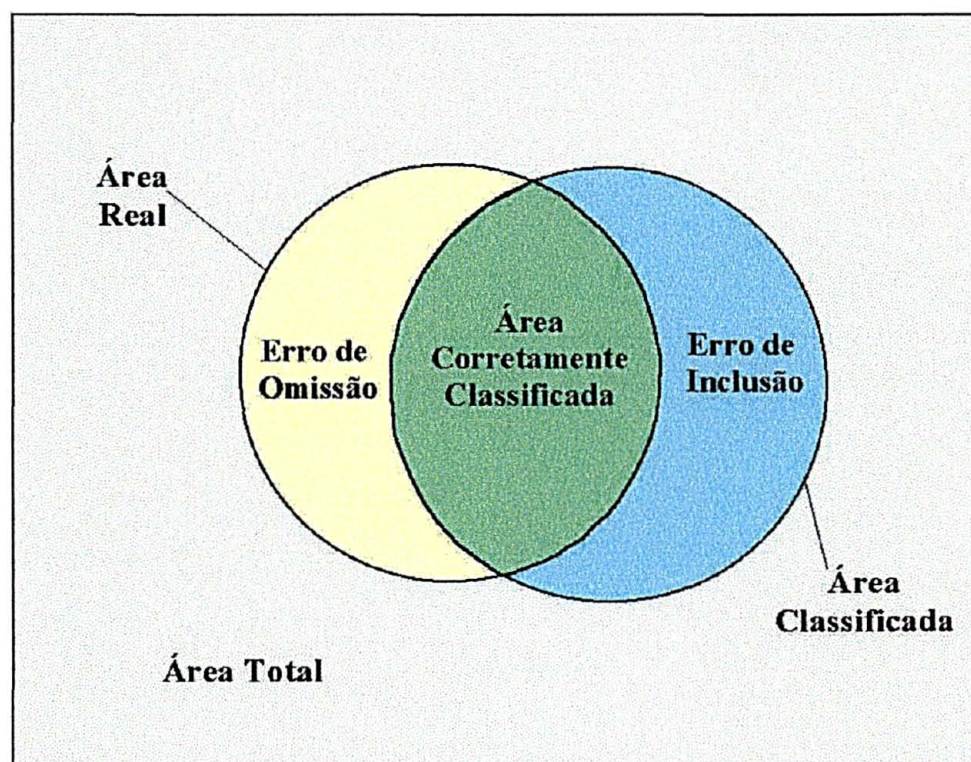 Área
Real
Erro de
Omissão
Área
Corretamente
Classificada
Erro de
Inclusão
Área
Classificada
Área Total